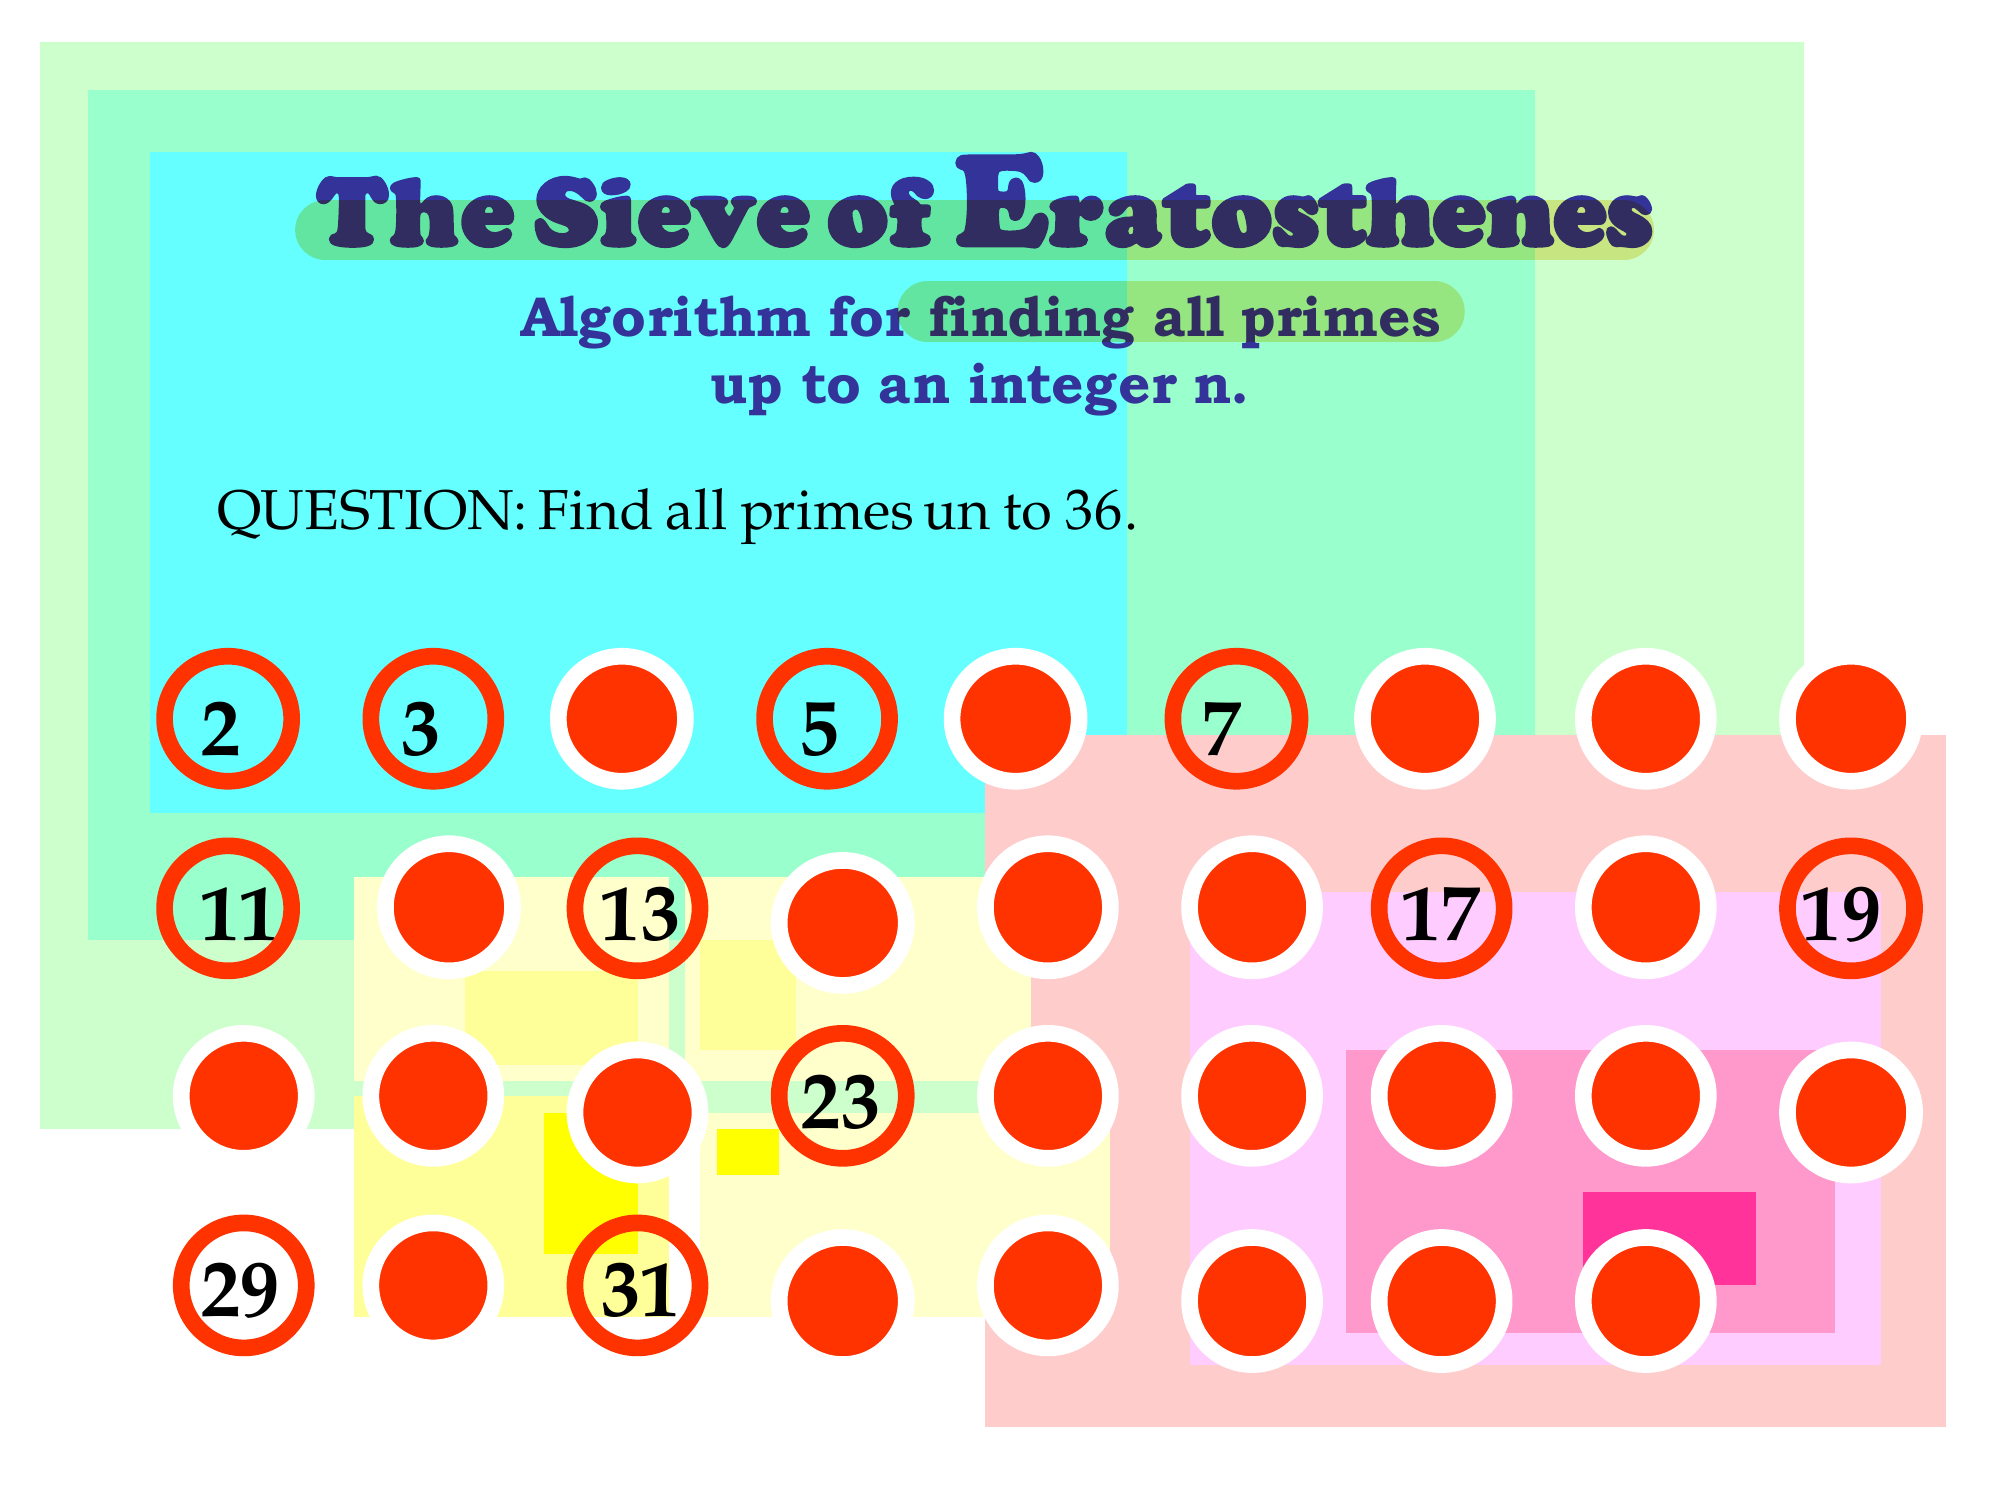 The Sieve of Eratosthenes
Algorithm for finding all primes
up to an integer n.
QUESTION: Find all primes un to 36.
2 3 5 7
11 13 17 19
23
29 31